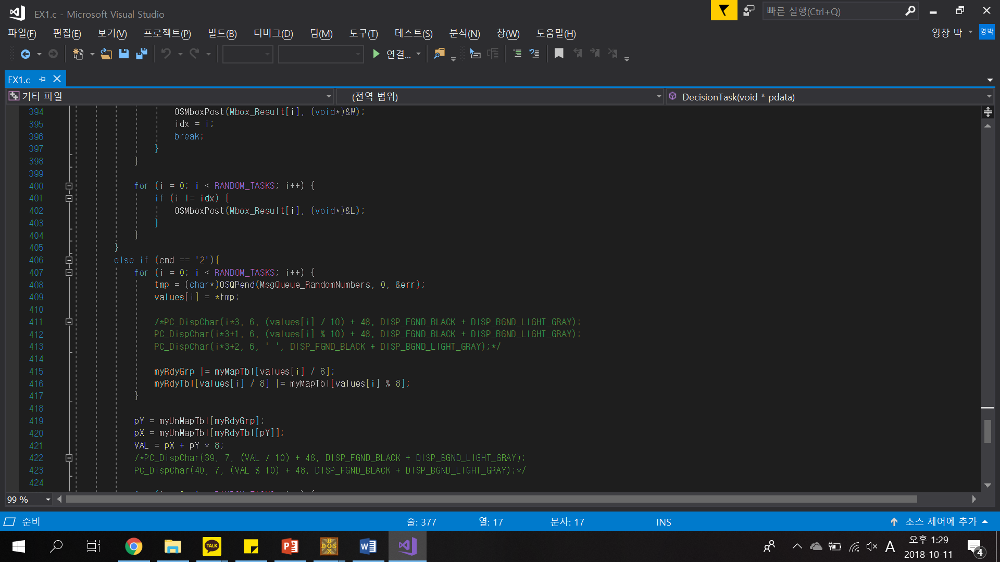 EX1.c - Microsoft Visual Studio
빠른 실행(Ctrl+Q)
파일(F) 편집(E) 보기(V) 프로젝트(P) 빌드(B) 디버그(D) 팀(M) 도구(T) 테스트(S) 분석(N) 창(W) 도움말(H)
영창 박
영박
연결...
EX1.c
기타 파일
(전역 범위)
DecisionTask(void * pdata)
394 OSMboxPost(Mbox_Result[i], (void*)&W);
395 idx = i;
396 break;
397 }
398 }
399
400 for (i = 0; i < RANDOM_TASKS; i++) {
401 if (i != idx) {
402 OSMboxPost(Mbox_Result[i], (void*)&L);
403 }
404 }
405 }
406 else if (cmd == '2'){
407 for (i = 0; i < RANDOM_TASKS; i++) {
408 tmp = (char*)OSQPend(MsgQueue_RandomNumbers, 0, &err);
409 values[i] = *tmp;
410
411 /*PC_DispChar(i*3, 6, (values[i] / 10) + 48, DISP_FGND_BLACK + DISP_BGND_LIGHT_GRAY);
412 PC_DispChar(i*3+1, 6, (values[i] % 10) + 48, DISP_FGND_BLACK + DISP_BGND_LIGHT_GRAY);
413 PC_DispChar(i*3+2, 6, ' ', DISP_FGND_BLACK + DISP_BGND_LIGHT_GRAY);*/
414
415 myRdyGrp |= myMapTbl[values[i] / 8];
416 myRdyTbl[values[i] / 8] |= myMapTbl[values[i] % 8];
417 }
418
419 pY = myUnMapTbl[myRdyGrp];
420 pX = myUnMapTbl[myRdyTbl[pY]];
421 VAL = pX + pY * 8;
422 /*PC_DispChar(39, 7, (VAL / 10) + 48, DISP_FGND_BLACK + DISP_BGND_LIGHT_GRAY);
423 PC_DispChar(40, 7, (VAL % 10) + 48, DISP_FGND_BLACK + DISP_BGND_LIGHT_GRAY);*/
424
99 %
준비
줄: 377
열: 17
문자: 17
INS
소스 제어에 추가
TALK
DOS
A
오후 1:29
2018-10-11
4